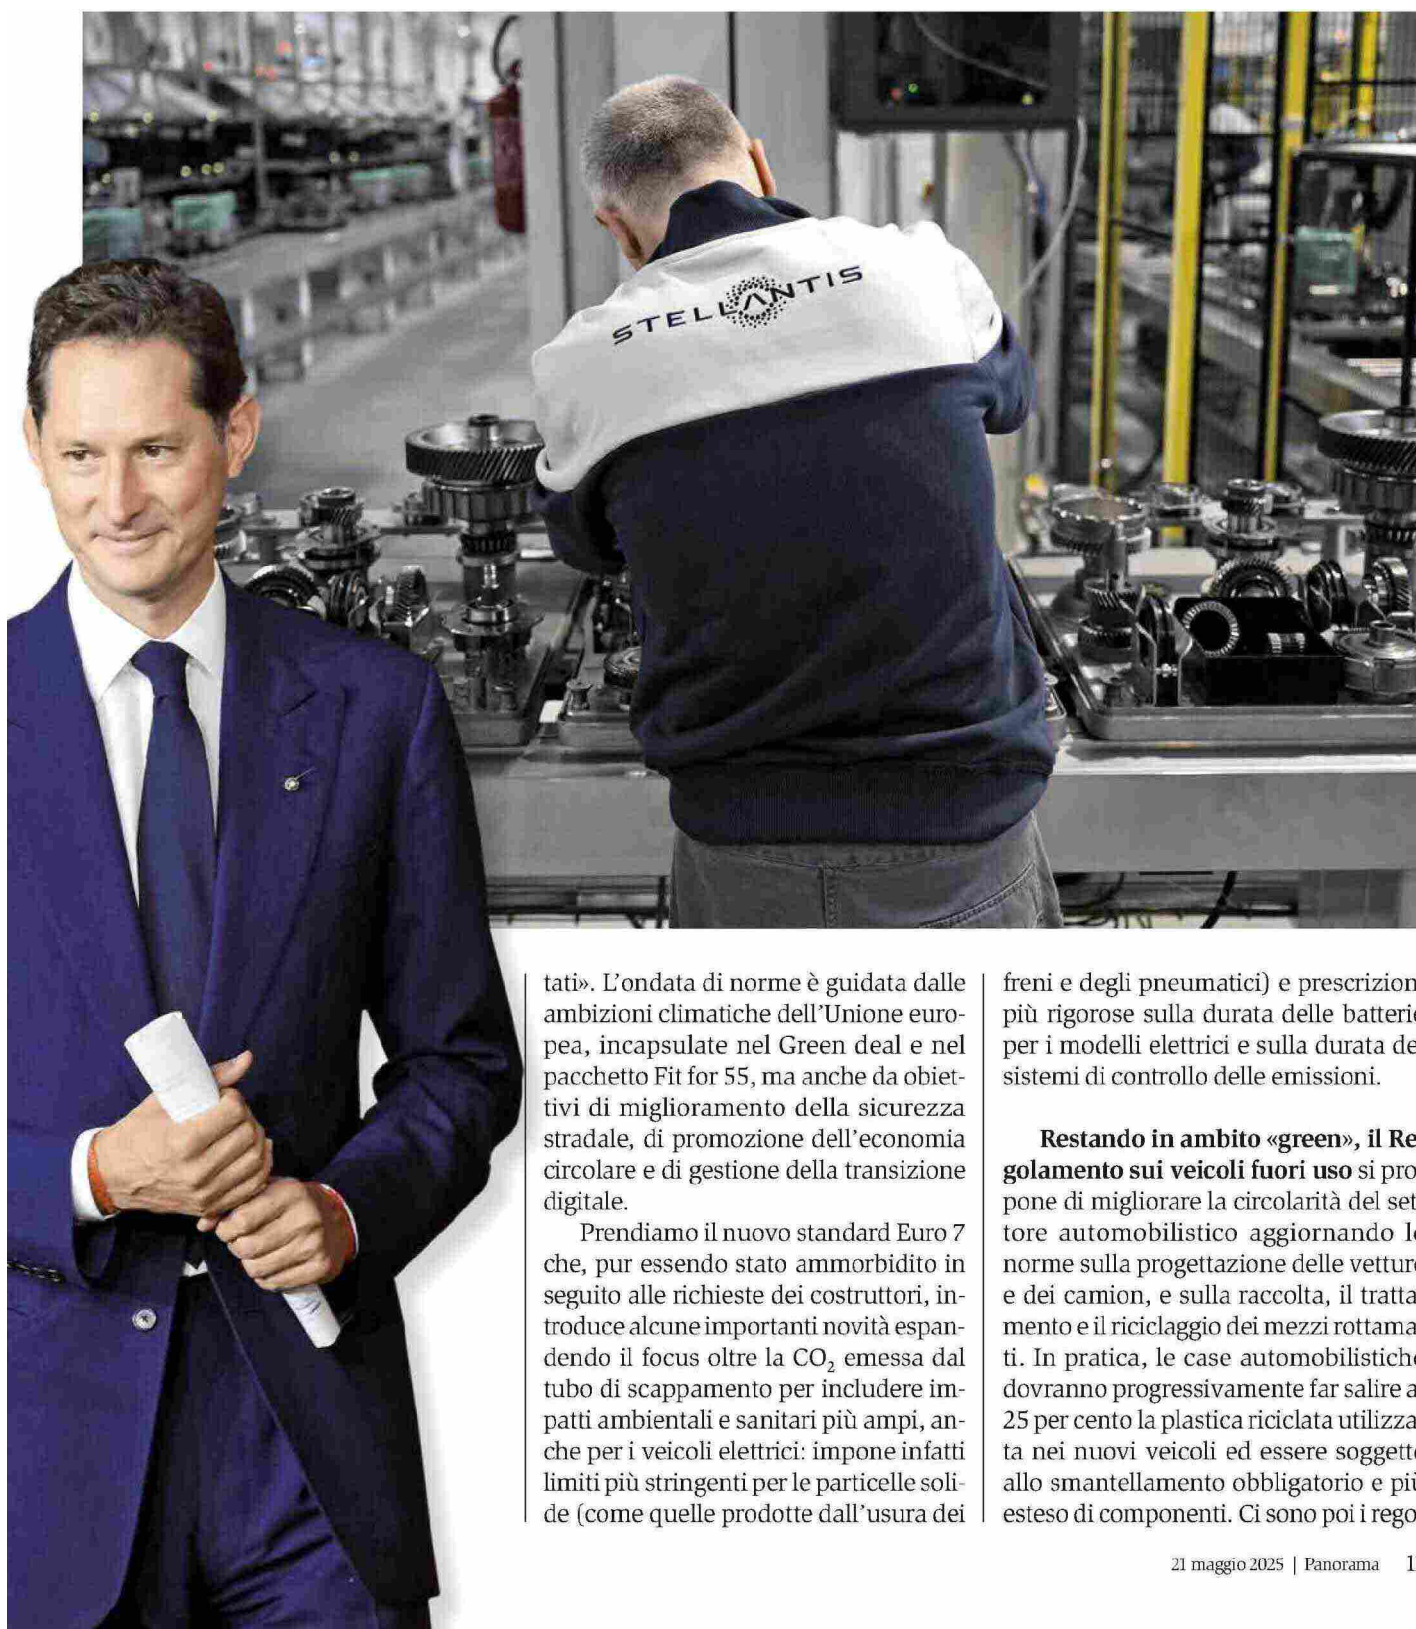 STELLANTIS
tati». L'ondata di norme è guidata dalle
ambizioni climatiche dell'Unione euro-
pea, incapsulate nel Green deal e nel
pacchetto Fit for 55, ma anche da obiet-
tivi di miglioramento della sicurezza
stradale, di promozione dell'economia
circolare e di gestione della transizione
digitale.
Prendiamo il nuovo standard Euro 7
che, pur essendo stato ammorbidito in
seguito alle richieste dei costruttori, in-
troduce alcune importanti novità espan-
dendo il focus oltre la CO₂ emessa dal
tubo di scappamento per includere im-
patti ambientali e sanitari più ampi, an-
che per i veicoli elettrici: impone infatti
limiti più stringenti per le particelle soli-
de (come quelle prodotte dall'usura dei
freni e degli pneumatici) e prescrizion
più rigorose sulla durata delle batterie
per i modelli elettrici e sulla durata de
sistemi di controllo delle emissioni.
Restando in ambito «green», il Re
golamento sui veicoli fuori uso si pro
pone di migliorare la circolarità del set
tore automobilistico aggiornando le
norme sulla progettazione delle vetture
e dei camion, e sulla raccolta, il tratta
mento e il riciclaggio dei mezzi rottama
ti. In pratica, le case automobilistiche
dovranno progressivamente far salire a
25 per cento la plastica riciclata utilizza
ta nei nuovi veicoli ed essere soggette
allo smantellamento obbligatorio e più
esteso di componenti. Ci sono poi i rego
21 maggio 2025 | Panorama 1